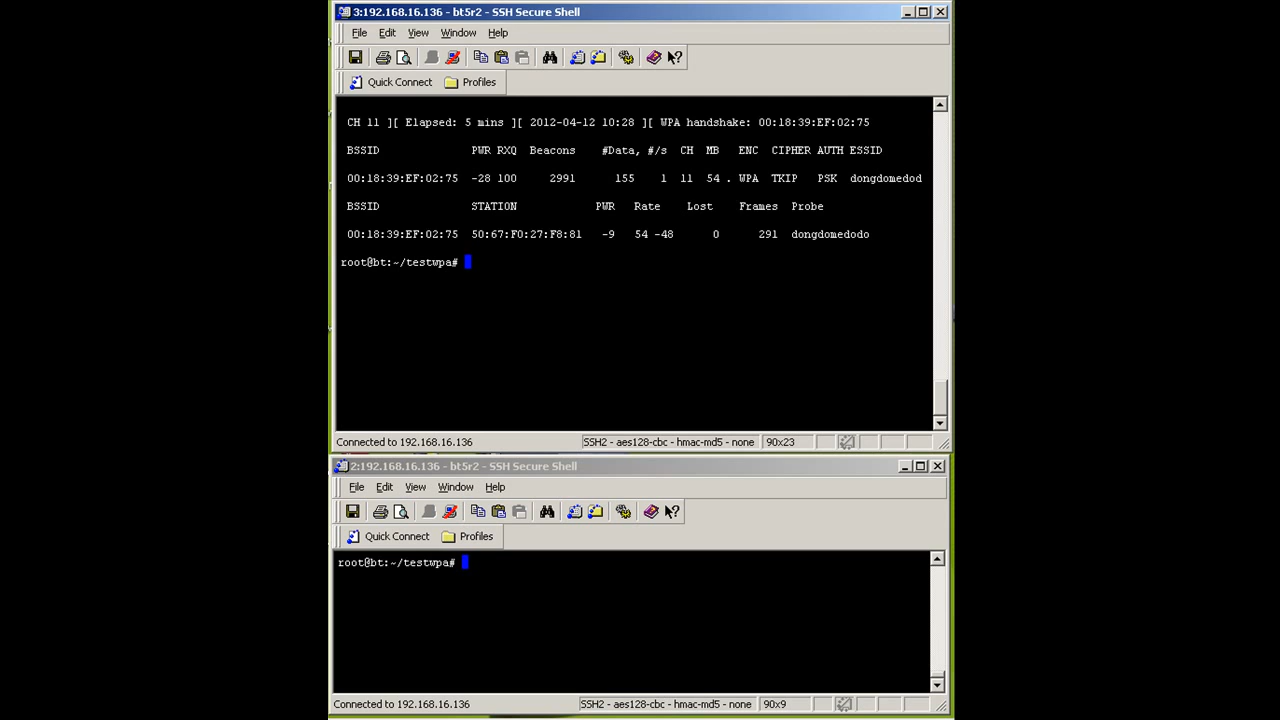 3:192.168.16.136 - bt5r2 - SSH Secure Shell
File Edit View Window Help
Quick Connect Profiles
CH 11 ][ Elapsed: 5 mins ][ 2012-04-12 10:28 ][ WPA handshake: 00:18:39:EF:02:75
BSSID PWR RXQ Beacons #Data, #/s CH MB ENC CIPHER AUTH ESSID
00:18:39:EF:02:75 -28 100 2991 155 1 11 54 . WPA TKIP PSK dongdomedod
BSSID STATION PWR Rate Lost Frames Probe
00:18:39:EF:02:75 50:67:F0:27:F8:81 -9 54 -48 0 291 dongdomedodo
root@bt:~/testwpa#
Connected to 192.168.16.136 SSH2 - aes128-cbc - hmac-md5 - none 90x23
2:192.168.16.136 - bt5r2 - SSH Secure Shell
File Edit View Window Help
Quick Connect Profiles
root@bt:~/testwpa#
Connected to 192.168.16.136 SSH2 - aes128-cbc - hmac-md5 - none 90x9